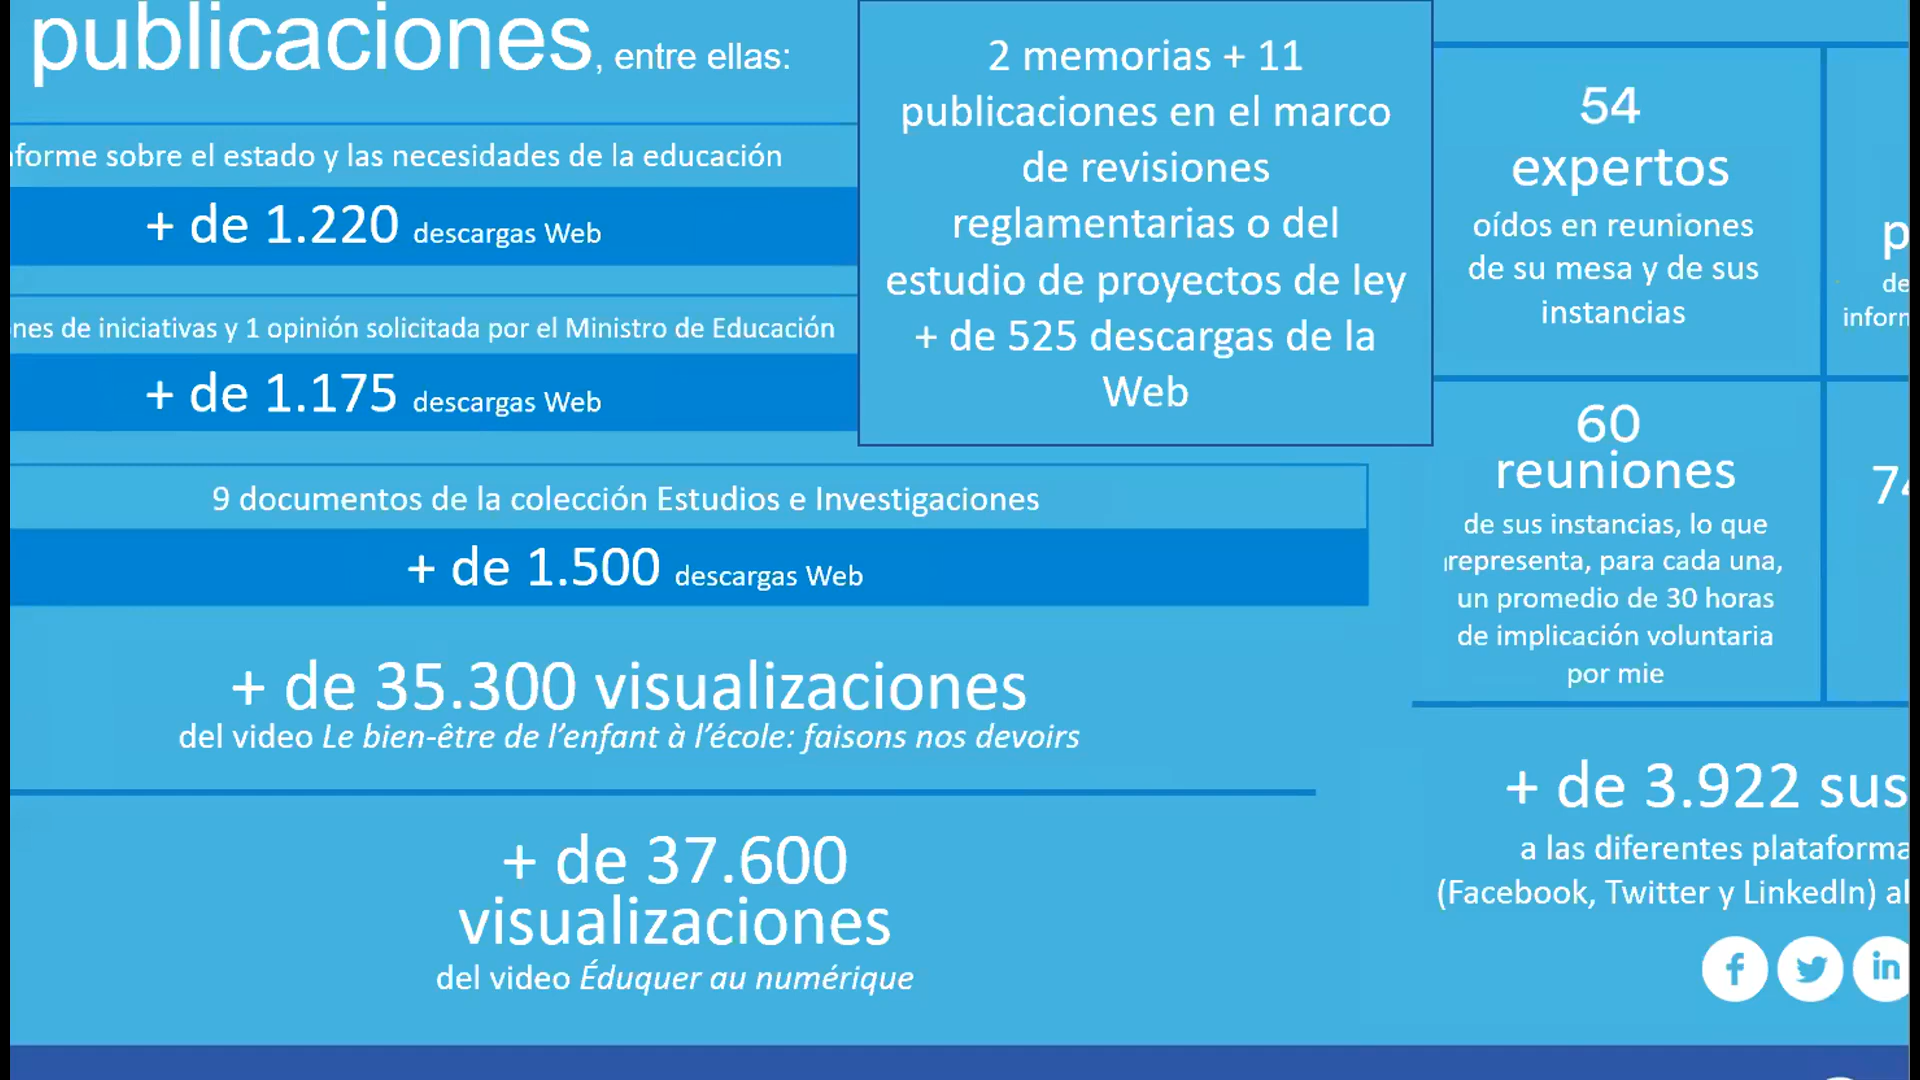 publicaciones, entre ellas:
sobre el estado y las necesidades de la educación
+ de 1.220 descargas Web
de iniciativas y 1 opinión solicitada por el Ministro de Educación
+ de 1.175 descargas Web
2 memorias + 11
publicaciones en el marco
de revisiones
reglamentarias o del
estudio de proyectos de ley
+ de 525 descargas de la
Web
9 documentos de la colección Estudios e Investigaciones
+ de 1.500 descargas Web
+ de 35.300 visualizaciones
del video Le bien-être de l'enfant à l'école: faisons nos devoirs
+ de 37.600
visualizaciones
del video Éduquer au numérique
54
expertos
oídos en reuniones
de su mesa y de sus
instancias
60
reuniones
de sus instancias, lo que
representa, para cada una,
un promedio de 30 horas
de implicación voluntaria
por mie
+ de 3.922
a las diferentes
(Facebook, Twitter y LinkedIn)